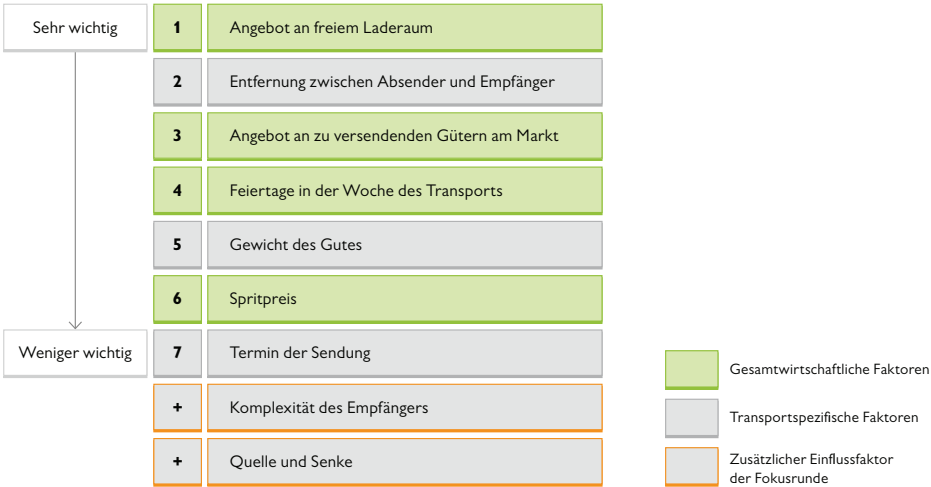 Sehr wichtig
1 Angebot an freiem Laderaum
2 Entfernung zwischen Absender und Empfänger
3 Angebot an zu versendenden Gütern am Markt
4 Feiertage in der Woche des Transports
5 Gewicht des Gutes
6 Spritpreis
Weniger wichtig
7 Termin der Sendung
+ Komplexität des Empfängers
+ Quelle und Senke
Gesamtwirtschaftliche Faktoren
Transportspezifische Faktoren
Zusätzlicher Einflussfaktor
der Fokusrunde